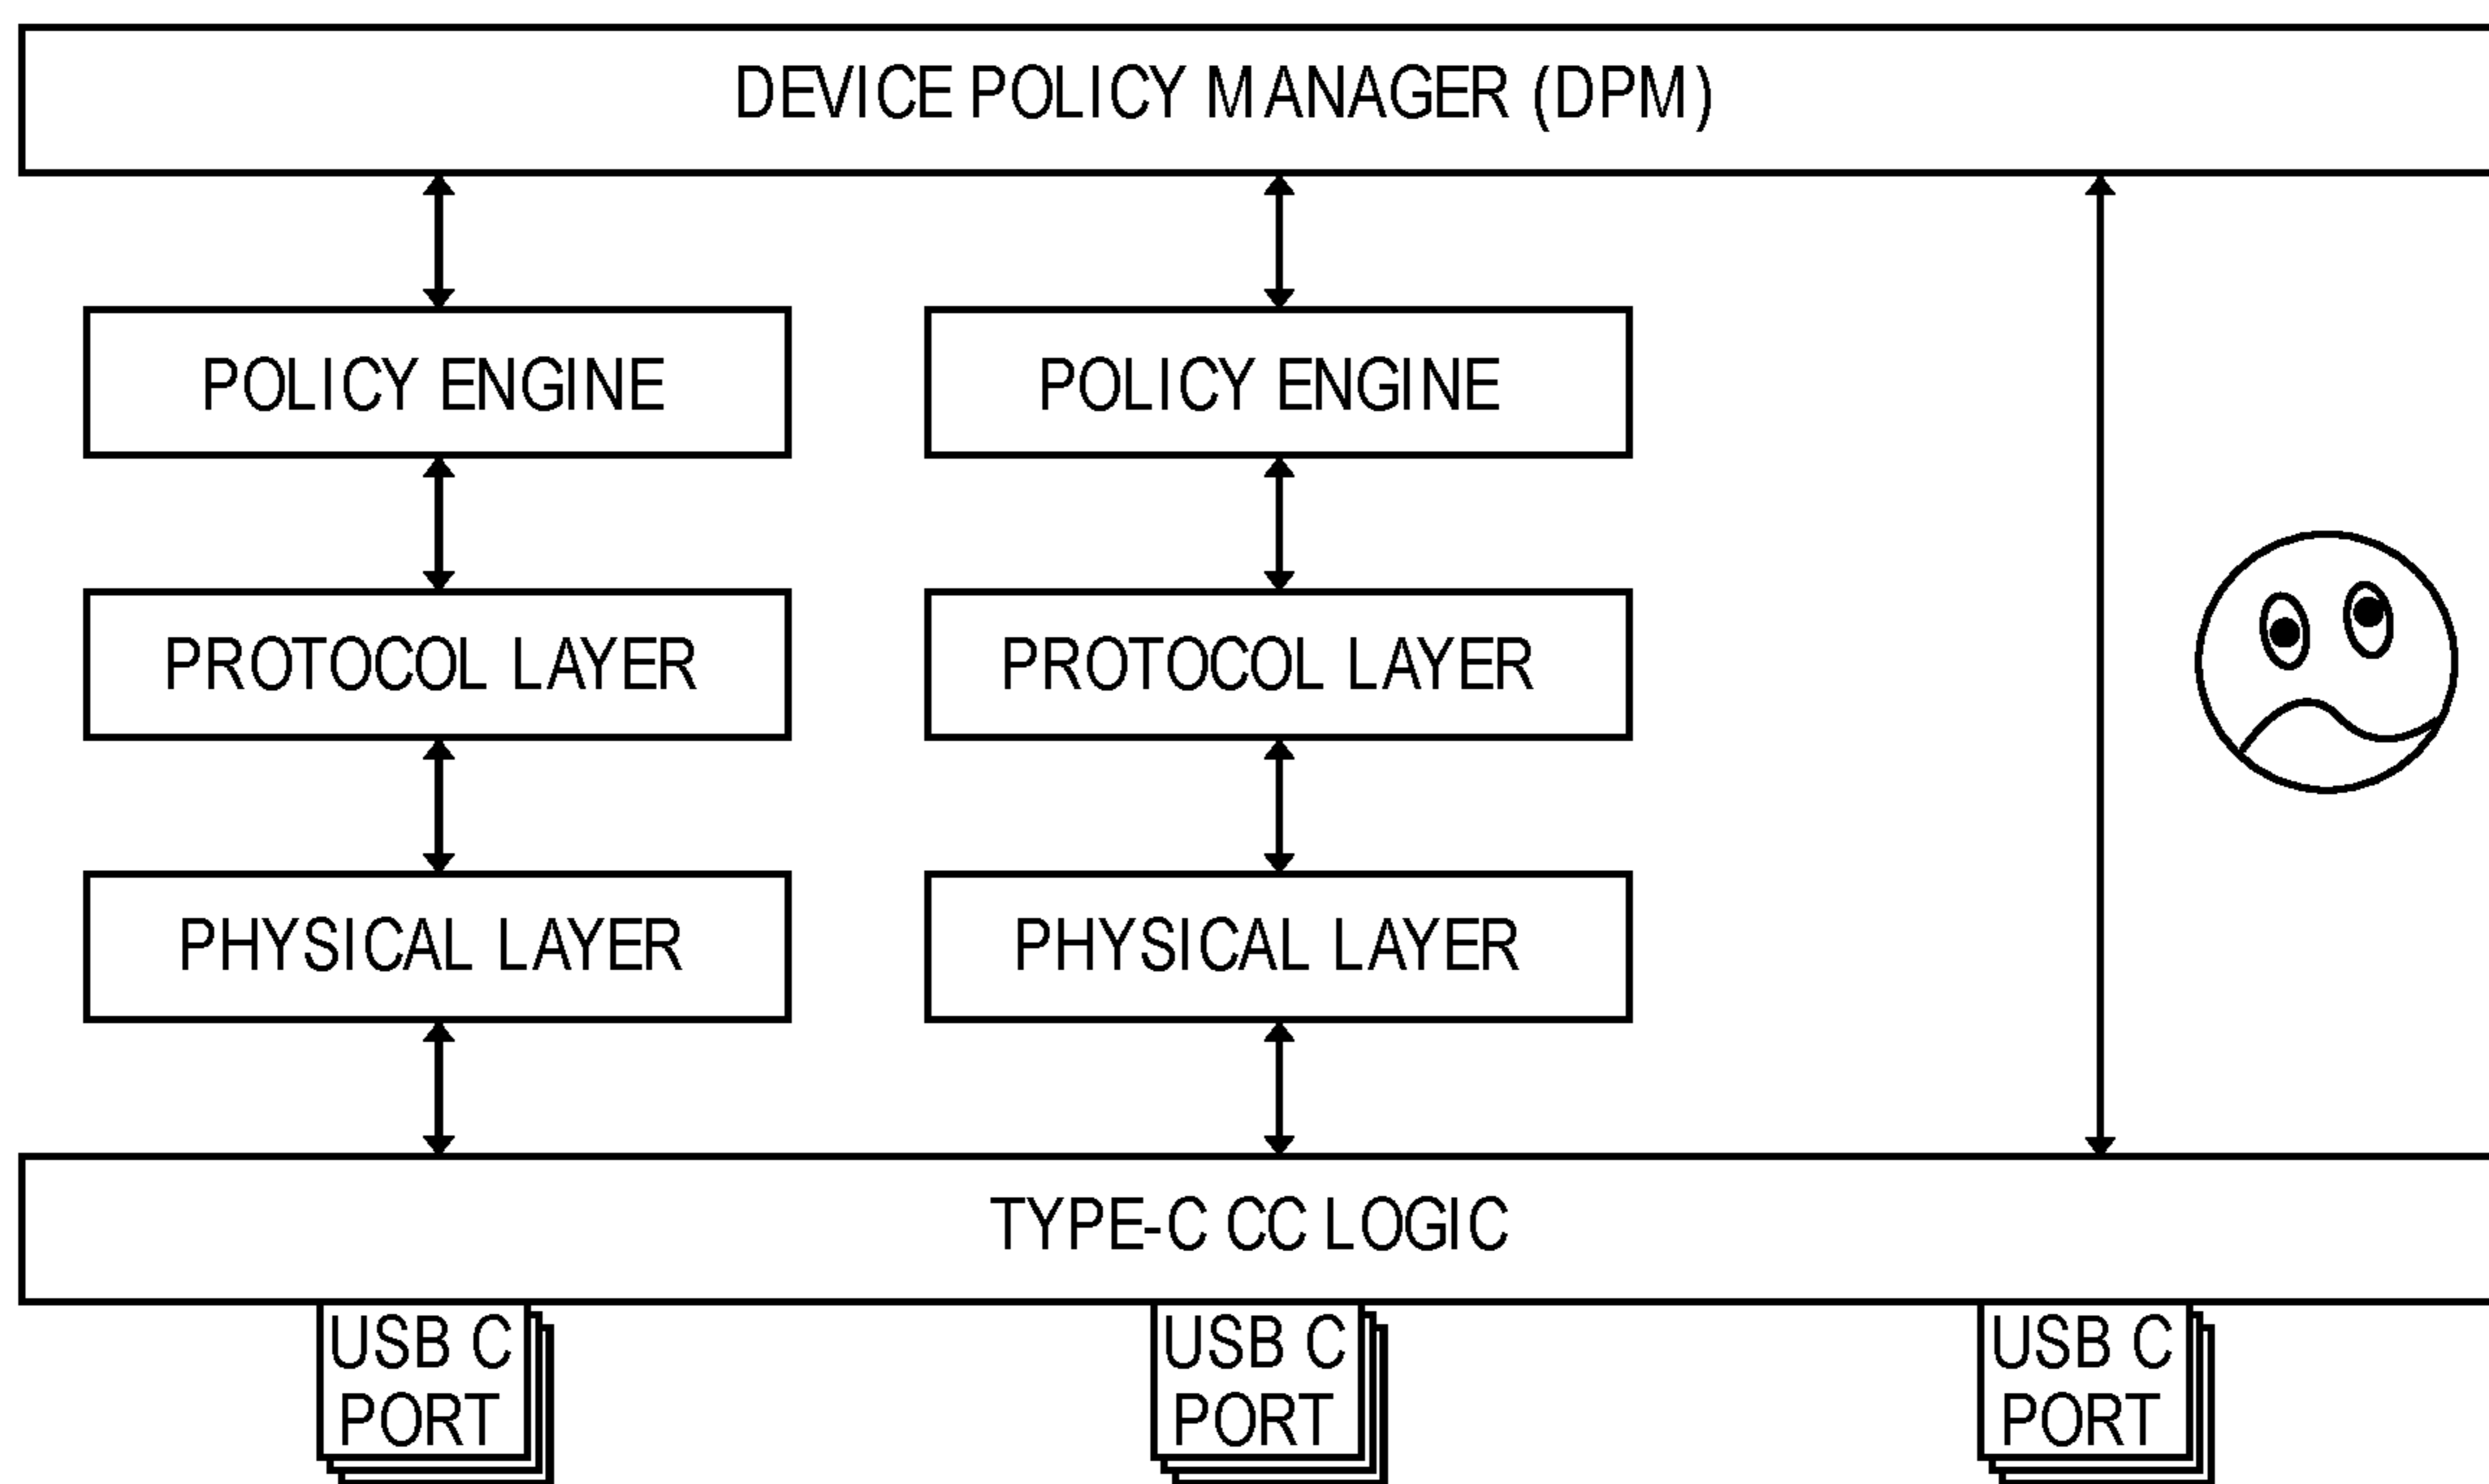 DEVICE POLICY MANAGER (DPM)
POLICY ENGINE
POLICY ENGINE
PROTOCOL LAYER
PROTOCOL LAYER
PHYSICAL LAYER
PHYSICAL LAYER
TYPE-C CC LOGIC
USB C
PORT
USB C
PORT
USB C
PORT